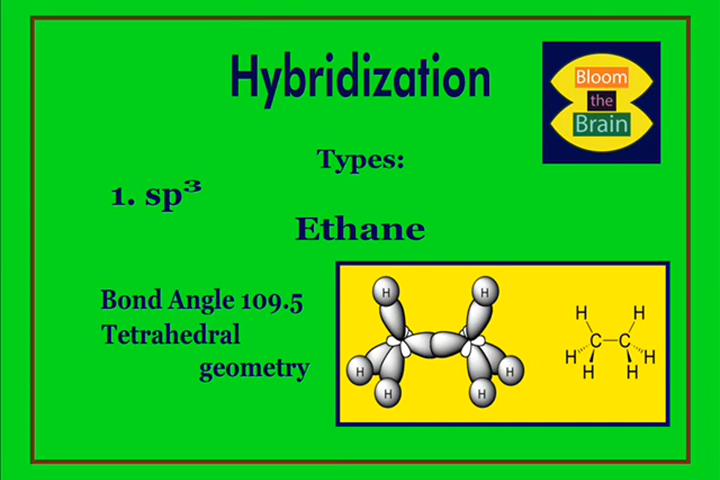 Hybridization
Bloom
the
Brain
Types:
1. sp³
Ethane
Bond Angle 109.5
Tetrahedral
geometry
H H
H H
H H
H H
C C
H H
H H